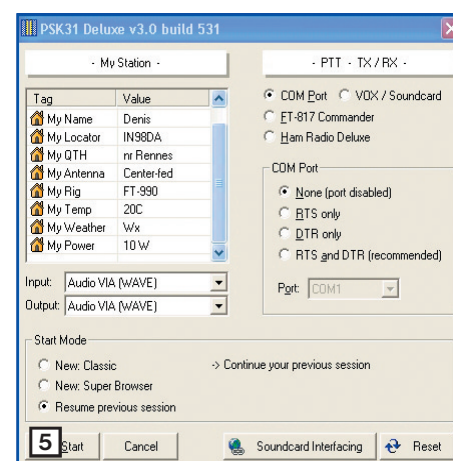 PSK31 Deluxe v3.0 build 531
- My Station -
Tag Value
My Name Denis
My Locator IN98DA
My QTH nr Rennes
My Antenna Center-fed
My Rig FT-990
My Temp 20C
My Weather Wx
My Power 10 W
Input: Audio VIA (WAVE)
Output: Audio VIA (WAVE)
- PTT - TX / RX -
COM Port VOX / Soundcard
FT-817 Commander
Ham Radio Deluxe
COM Port
None (port disabled)
RTS only
DTR only
RTS and DTR (recommended)
Port: COM1
Start Mode
New: Classic
New: Super Browser
Resume previous session
-> Continue your previous session
5
Start Cancel Soundcard Interfacing Reset